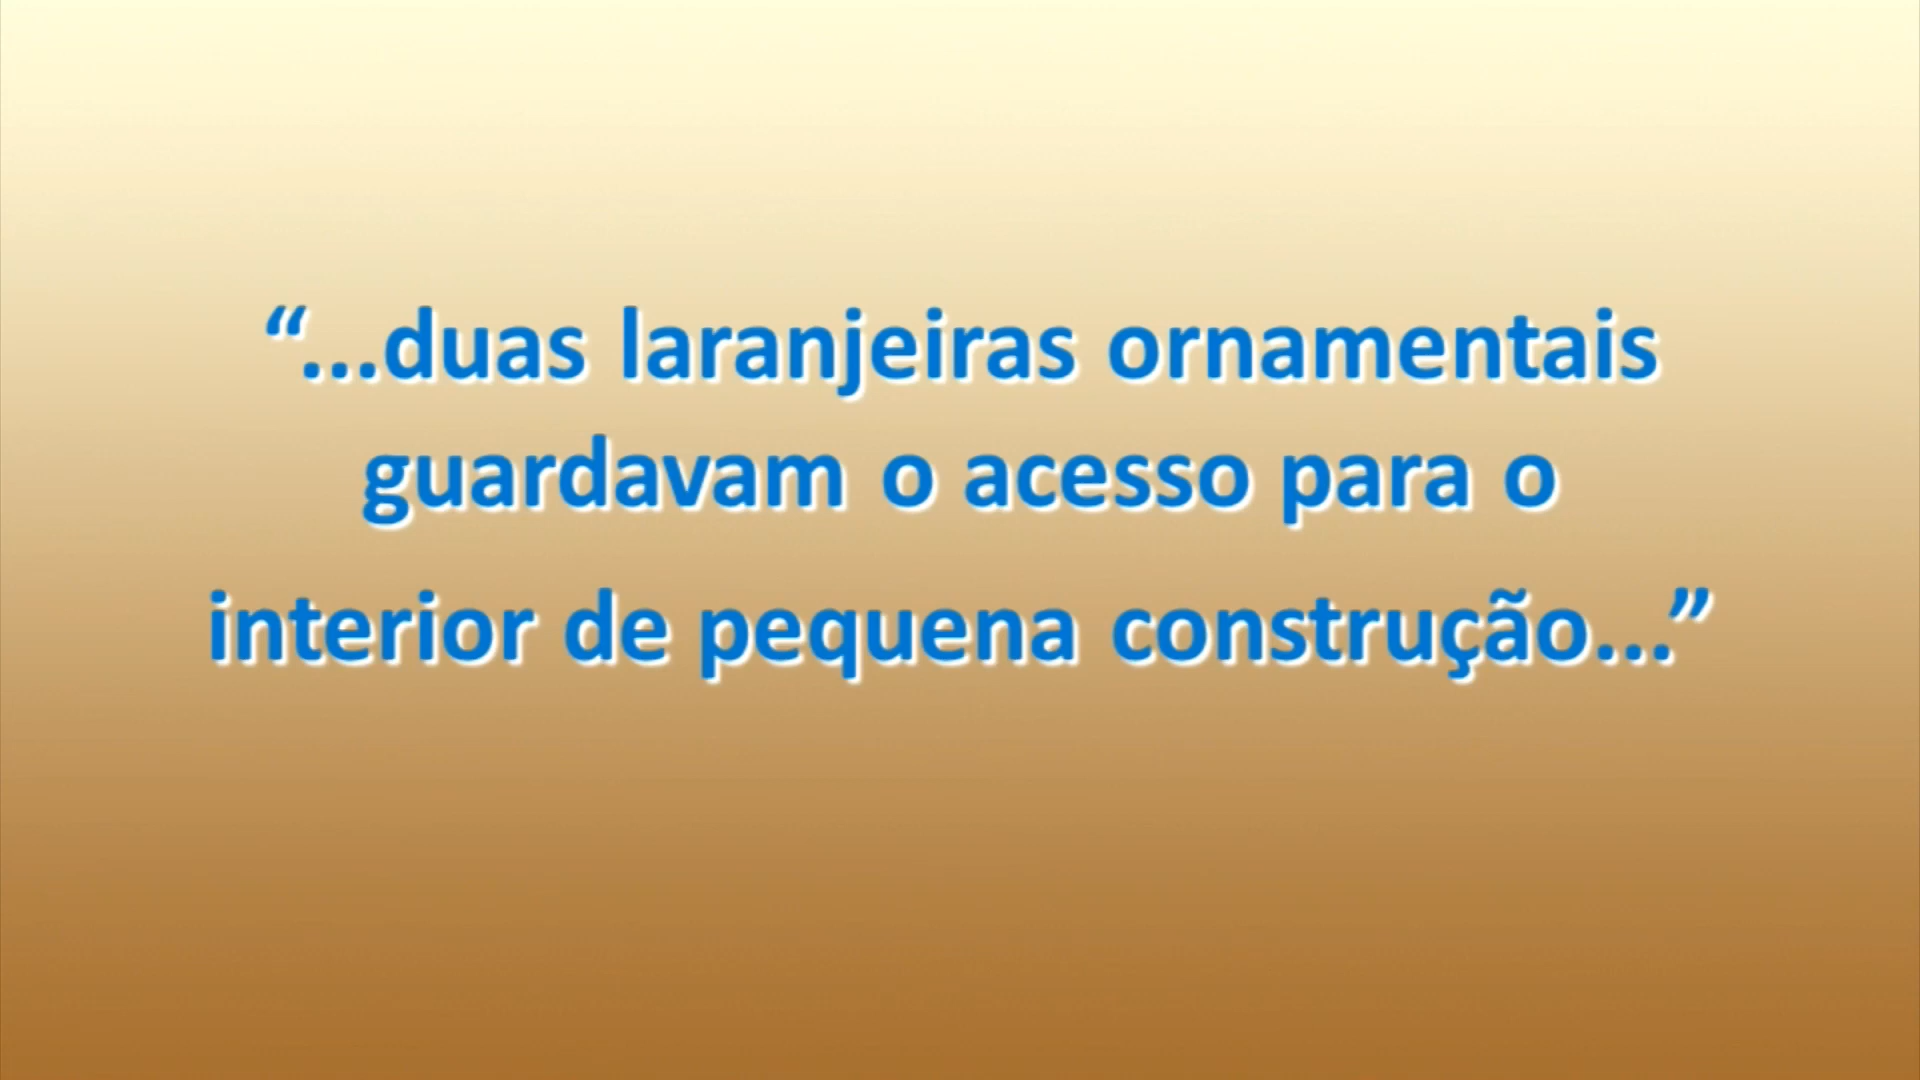 “...duas laranjeiras ornamentais
guardavam o acesso para o
interior de pequena construção...”